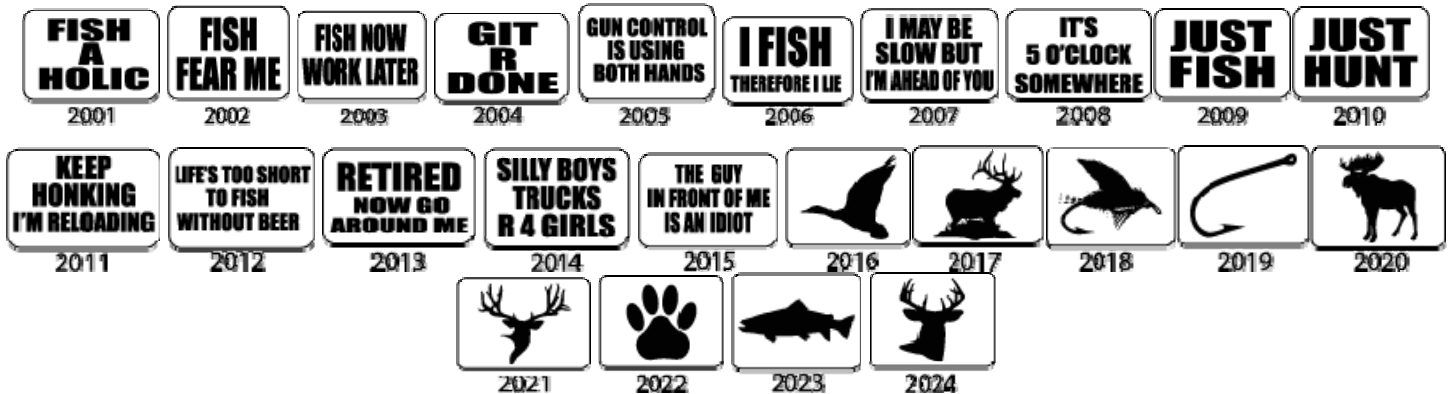 FISH
A
HOLIC
2001
FISH
FEAR ME
2002
FISH NOW
WORK LATER
2003
GIT
R
DONE
2004
GUN CONTROL
IS USING
BOTH HANDS
2005
I FISH
THEREFORE I LIE
2006
I MAY BE
SLOW BUT
I'M AHEAD OF YOU
2007
IT'S
5 O'CLOCK
SOMEWHERE
2008
JUST
FISH
2009
JUST
HUNT
2010
KEEP
HONKING
I'M RELOADING
2011
LIFE'S TOO SHORT
TO FISH
WITHOUT BEER
2012
RETIRED
NOW GO
AROUND ME
2013
SILLY BOYS
TRUCKS
R 4 GIRLS
2014
THE GUY
IN FRONT OF ME
IS AN IDIOT
2015
2016
2017
2018
2019
2020
2021
2022
2023
2024